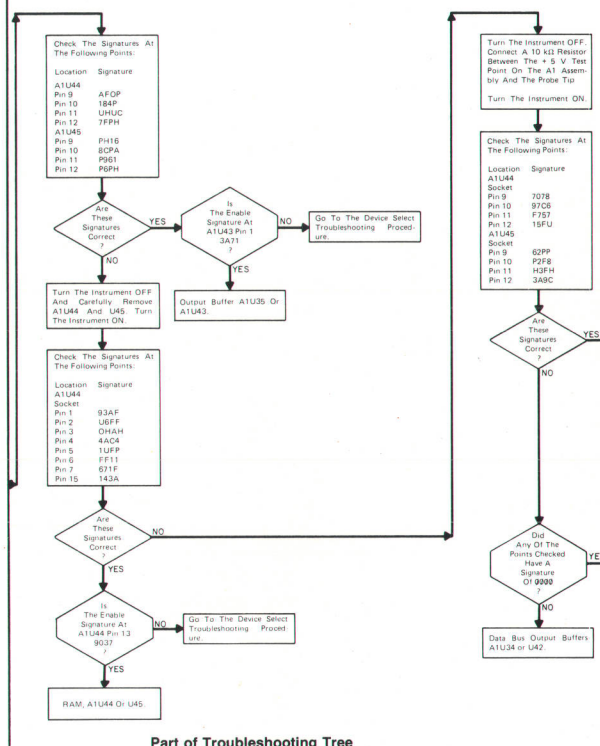 Check The Signatures At
The Following Points:
Location Signature
A1U44
Pin 9 AFOP
Pin 10 184P
Pin 11 UHUC
Pin 12 7FPH
A1U45
Pin 9 PH16
Pin 10 8CPA
Pin 11 P961
Pin 12 P6PH
Are
These
Signatures
Correct
?
YES
NO
Is
The Enable
Signature At
A1U43 Pin 1
3A71
?
NO
YES
Go To The Device Select
Troubleshooting Proced-
ure.
Output Buffer A1U35 Or
A1U43.
Turn The Instrument OFF
And Carefully Remove
A1U44 And U45. Turn
The Instrument ON.
Check The Signatures At
The Following Points:
Location Signature
A1U44
Socket
Pin 1 93AF
Pin 2 U6FF
Pin 3 OHAH
Pin 4 4AC4
Pin 5 1UFP
Pin 6 FF11
Pin 7 671F
Pin 15 143A
Are
These
Signatures
Correct
?
NO
YES
Is
The Enable
Signature At
A1U44 Pin 13
9037
?
NO
YES
Go To The Device Select
Troubleshooting Proced-
ure.
RAM, A1U44 Or U45.
Turn The Instrument OFF.
Connect A 10 kΩ Resistor
Between The + 5 V Test
Point On The A1 Assem-
bly And The Probe Tip
Turn The Instrument ON.
Check The Signatures At
The Following Points:
Location Signature
A1U44
Socket
Pin 9 7078
Pin 10 97C6
Pin 11 F757
Pin 12 15FU
A1U45
Socket
Pin 9 62PP
Pin 10 P2F8
Pin 11 H3FH
Pin 12 3A9C
Are
These
Signatures
Correct
?
YES
NO
Did
Any Of The
Points Checked
Have A
Signature
Of 0000
?
YE
NO
Data Bus Output Buffers
A1U34 or U42.
Part of Troubleshooting Tree